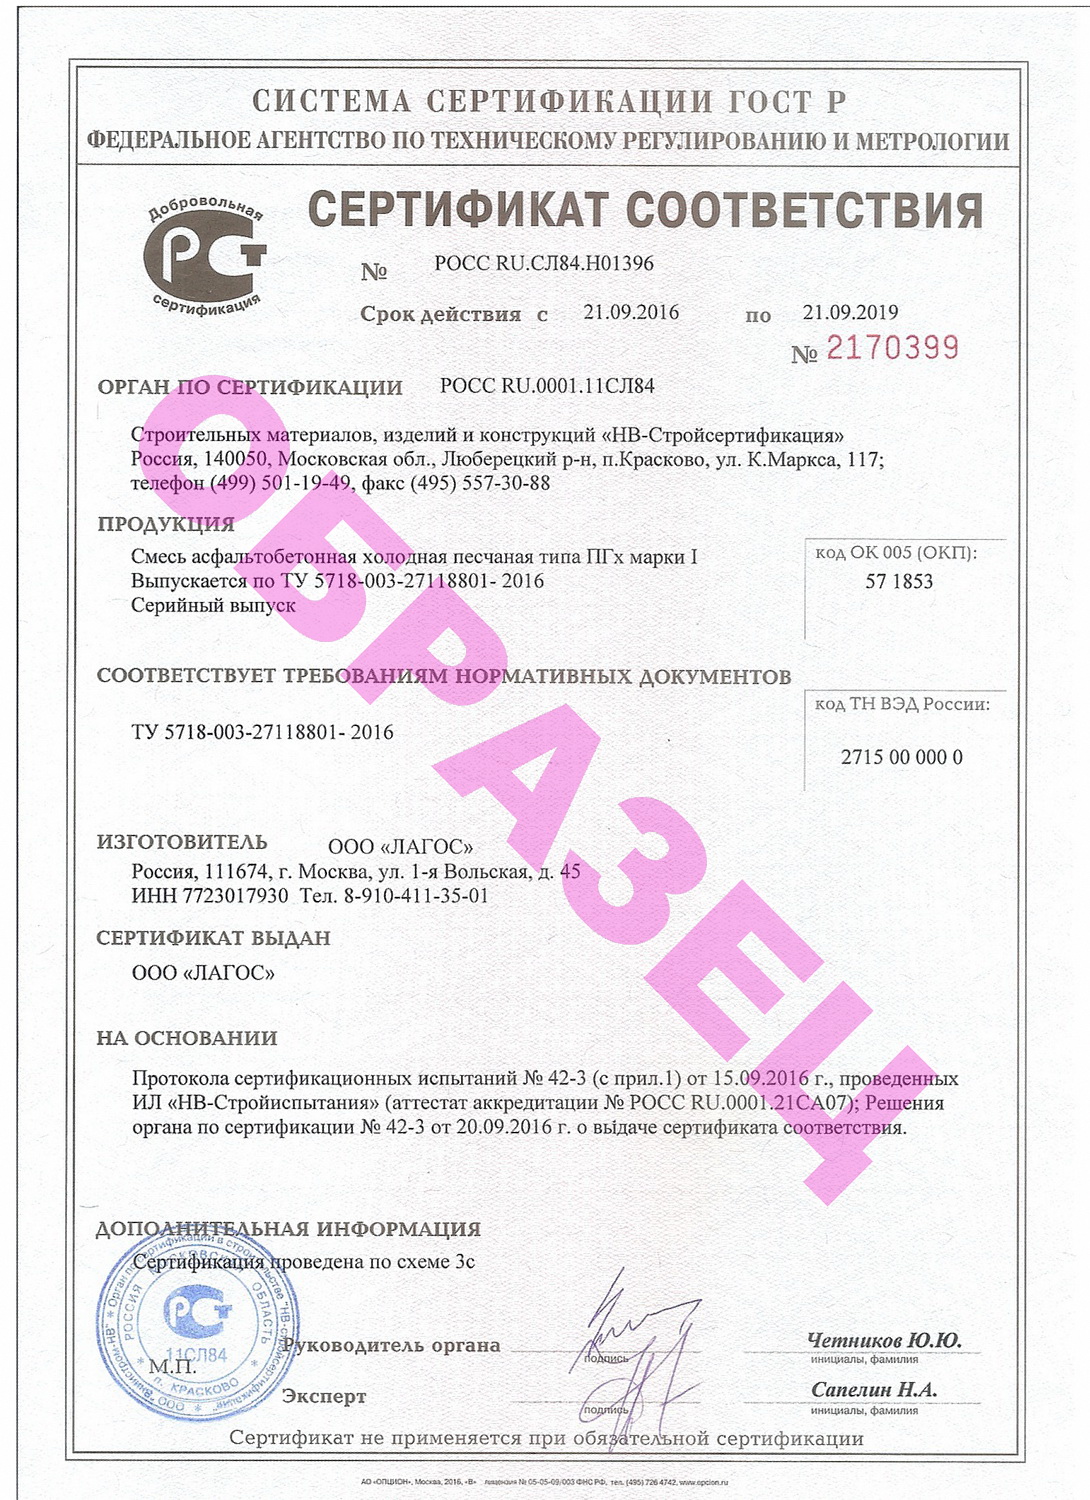 СИСТЕМА СЕРТИФИКАЦИИ ГОСТ Р
ФЕДЕРАЛЬНОЕ АГЕНТСТВО ПО ТЕХНИЧЕСКОМУ РЕГУЛИРОВАНИЮ И МЕТРОЛОГИИ
Добровольная
РСТ
сертификация
СЕРТИФИКАТ СООТВЕТСТВИЯ
№ РОСС RU.СЛ84.Н01396
Срок действия с 21.09.2016 по 21.09.2019
№ 2170399
ОРГАН ПО СЕРТИФИКАЦИИ РОСС RU.0001.11СЛ84
Строительных материалов, изделий и конструкций «НВ-Стройсертификация»
Россия, 140050, Московская обл., Люберецкий р-н, п.Красково, ул. К.Маркса, 117;
телефон (499) 501-19-49, факс (495) 557-30-88
ПРОДУКЦИЯ
Смесь асфальтобетонная холодная песчаная типа ПГх марки I
Выпускается по ТУ 5718-003-27118801- 2016
Серийный выпуск
код ОК 005 (ОКП):
57 1853
СООТВЕТСТВУЕТ ТРЕБОВАНИЯМ НОРМАТИВНЫХ ДОКУМЕНТОВ
ТУ 5718-003-27118801- 2016
код ТН ВЭД России:
2715 00 000 0
ИЗГОТОВИТЕЛЬ ООО «ЛАГОС»
Россия, 111674, г. Москва, ул. 1-я Вольская, д. 45
ИНН 7723017930 Тел. 8-910-411-35-01
СЕРТИФИКАТ ВЫДАН
ООО «ЛАГОС»
НА ОСНОВАНИИ
Протокола сертификационных испытаний № 42-3 (с прил.1) от 15.09.2016 г., проведенных
ИЛ «НВ-Стройиспытания» (аттестат аккредитации № РОСС RU.0001.21СА07); Решения
органа по сертификации № 42-3 от 20.09.2016 г. о выдаче сертификата соответствия.
ОБРАЗЕЦ
ДОПОЛНИТЕЛЬНАЯ ИНФОРМАЦИЯ
Сертификация проведена по схеме 3с
РОССИЯ МОСКОВСКАЯ ОБЛАСТЬ
РСТ
11СЛ84
п. КРАСКОВО
М.П.
Руководитель органа
подпись
Четников Ю.Ю.
инициалы, фамилия
Эксперт
подпись
Сапелин Н.А.
инициалы, фамилия
Сертификат не применяется при обязательной сертификации
АО «ОПЦИОН», Москва, 2016, «В» лицензия № 05-05-09/003 ФНС РФ, тел. (495) 726 4742, www.opcion.ru